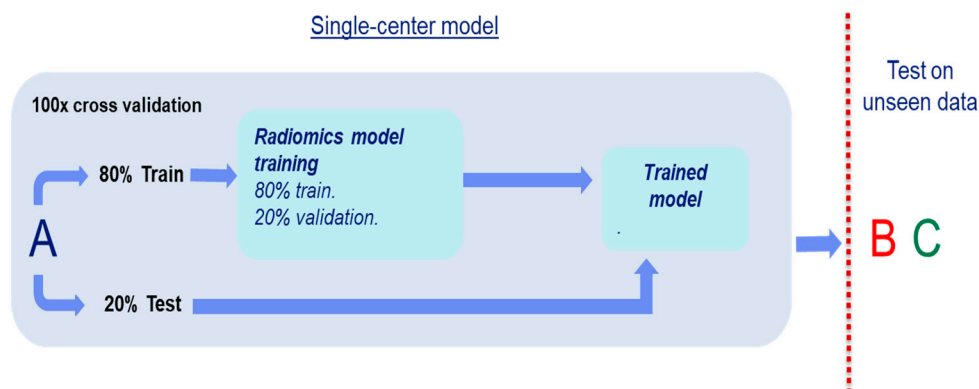 Single-center model
Test on
unseen data
100x cross validation
Radiomics model
training
80% train.
20% validation.
80% Train
Trained
model
.
A
B C
20% Test